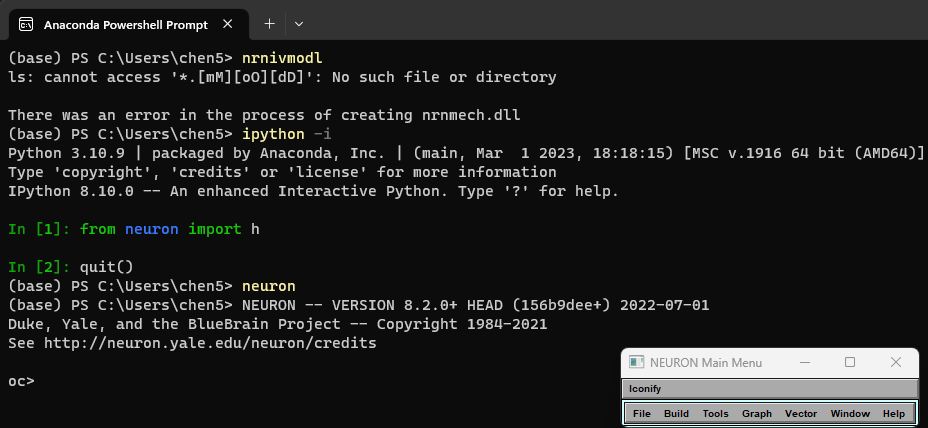 Anaconda Powershell Prompt
(base) PS C:\Users\chen5> nrnivmodl
ls: cannot access '*.[mM][oO][dD]': No such file or directory
There was an error in the process of creating nrnmech.dll
(base) PS C:\Users\chen5> ipython -i
Python 3.10.9 | packaged by Anaconda, Inc. | (main, Mar  1 2023, 18:18:15) [MSC v.1916 64 bit (AMD64)]
Type 'copyright', 'credits' or 'license' for more information
IPython 8.10.0 -- An enhanced Interactive Python. Type '?' for help.
In [1]: from neuron import h
In [2]: quit()
(base) PS C:\Users\chen5> neuron
(base) PS C:\Users\chen5> NEURON -- VERSION 8.2.0+ HEAD (156b9dee+) 2022-07-01
Duke, Yale, and the BlueBrain Project -- Copyright 1984-2021
See http://neuron.yale.edu/neuron/credits
oc>
NEURON Main Menu
Iconify
File Build Tools Graph Vector Window Help